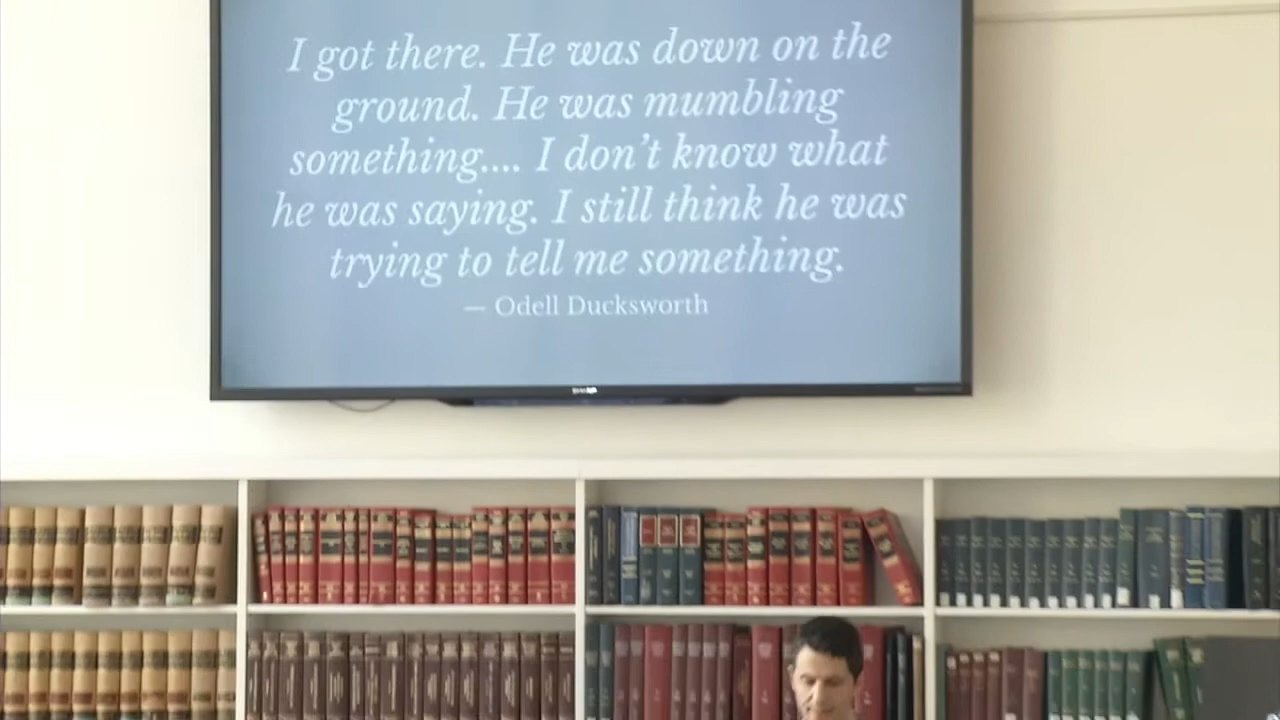 I got there. He was down on the
ground. He was mumbling
something.... I don't know what
he was saying. I still think he was
trying to tell me something.
— Odell Ducksworth